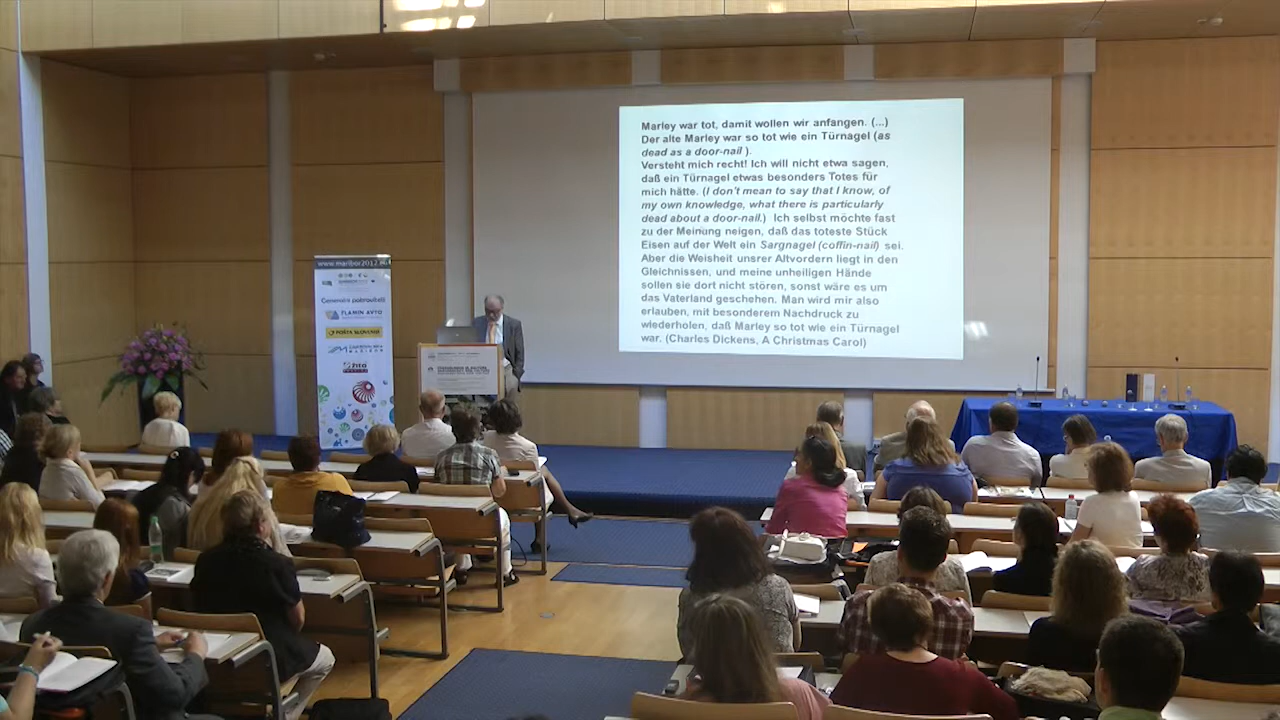 Marley war tot, damit wollen wir anfangen. (...)
Der alte Marley war so tot wie ein Türnagel (as
dead as a door-nail ).
Versteht mich recht! Ich will nicht etwa sagen,
daß ein Türnagel etwas besonders Totes für
mich hätte. (I don't mean to say that I know, of
my own knowledge, what there is particularly
dead about a door-nail.) Ich selbst möchte fast
zu der Meinung neigen, daß das toteste Stück
Eisen auf der Welt ein Sargnagel (coffin-nail) sei.
Aber die Weisheit unsrer Altvordern liegt in den
Gleichnissen, und meine unheiligen Hände
sollen sie dort nicht stören, sonst wäre es um
das Vaterland geschehen. Man wird mir also
erlauben, mit besonderem Nachdruck zu
wiederholen, daß Marley so tot wie ein Türnagel
war. (Charles Dickens, A Christmas Carol)
www.maribor2012.eu
Generalni pokrovitelj
FLAMIN AVTO
POŠTA SLOVENIJE
ŽITO